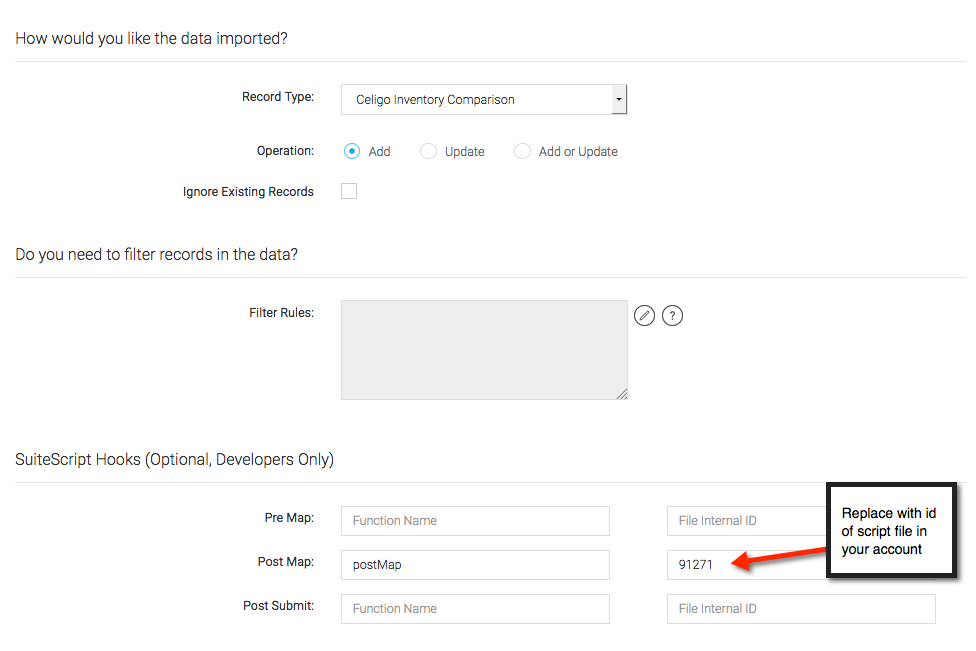 How would you like the data imported?
Record Type: Celigo Inventory Comparison
Operation: Add Update Add or Update
Ignore Existing Records
Do you need to filter records in the data?
Filter Rules: ?
SuiteScript Hooks (Optional, Developers Only)
Pre Map: Function Name File Internal ID
Replace with id
of script file in
your account
Post Map: postMap 91271
Post Submit: Function Name File Internal ID